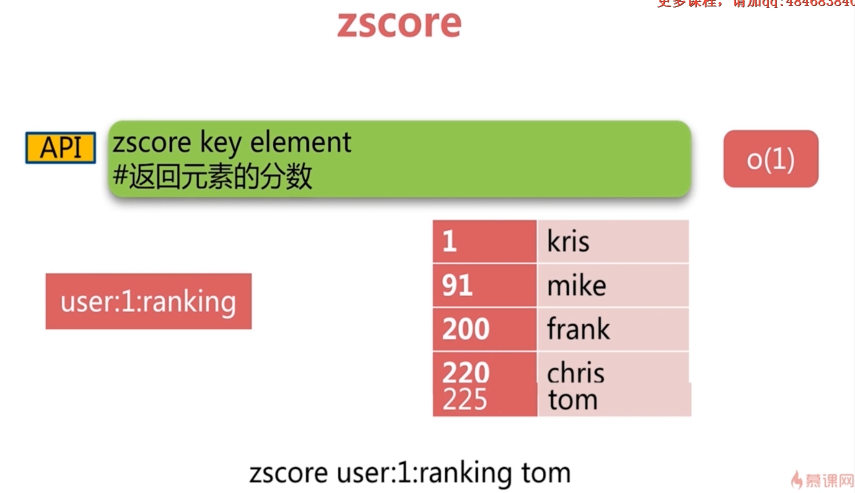 更多课程，请加qq:484683840
zscore
API
zscore key element
#返回元素的分数
o(1)
user:1:ranking
1 kris
91 mike
200 frank
220 chris
225 tom
zscore user:1:ranking tom
慕课网